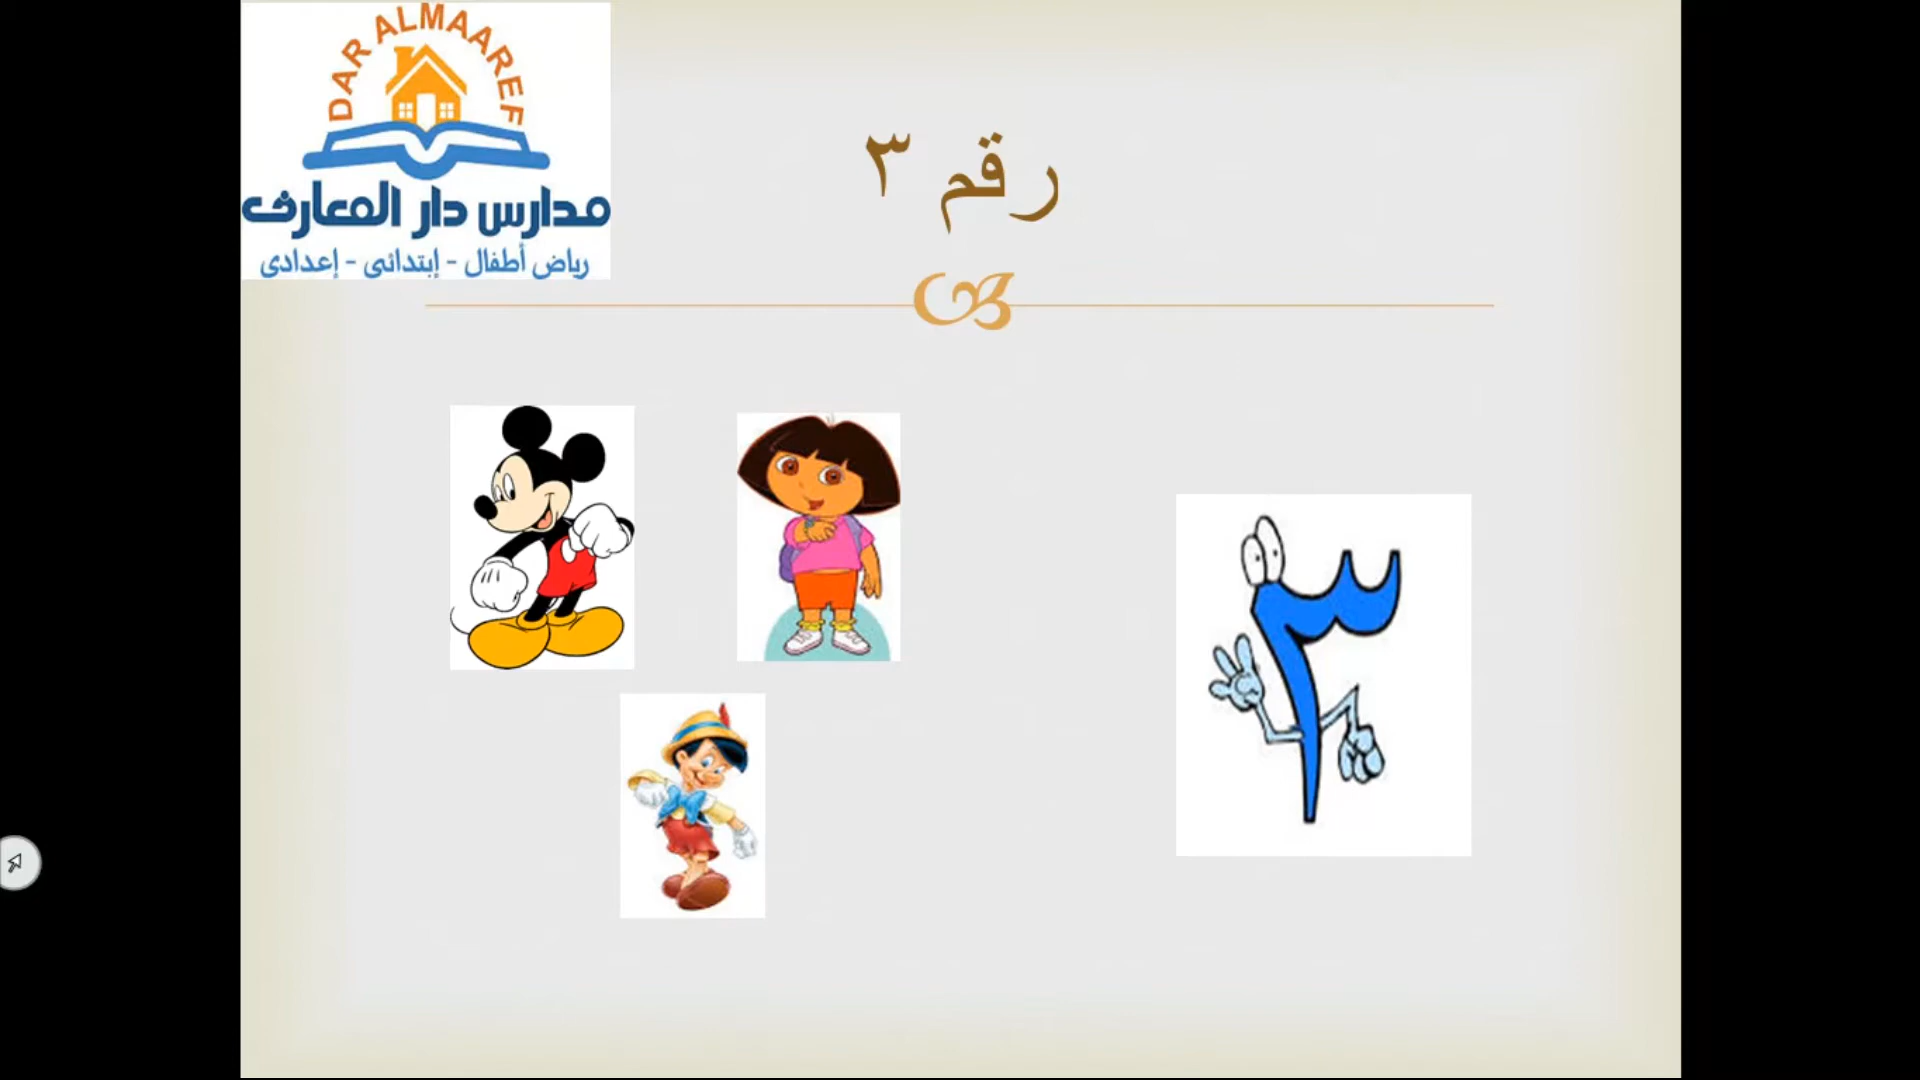 DAR ALMAAREF
مدارس دار المعارف
رياض أطفال - إبتدائى - إعدادى
رقم ٣
٣